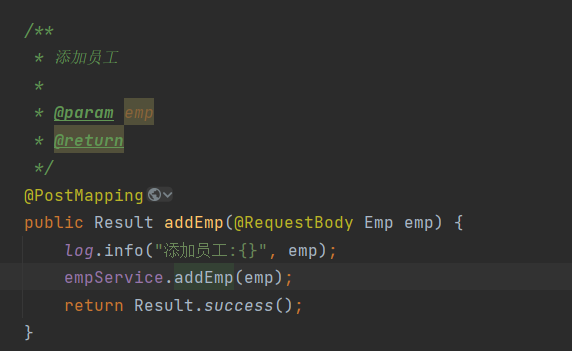 /**
 * 添加员工
 *
 * @param emp
 * @return
 */
@PostMapping
public Result addEmp(@RequestBody Emp emp) {
    log.info("添加员工:{}", emp);
    empService.addEmp(emp);
    return Result.success();
}